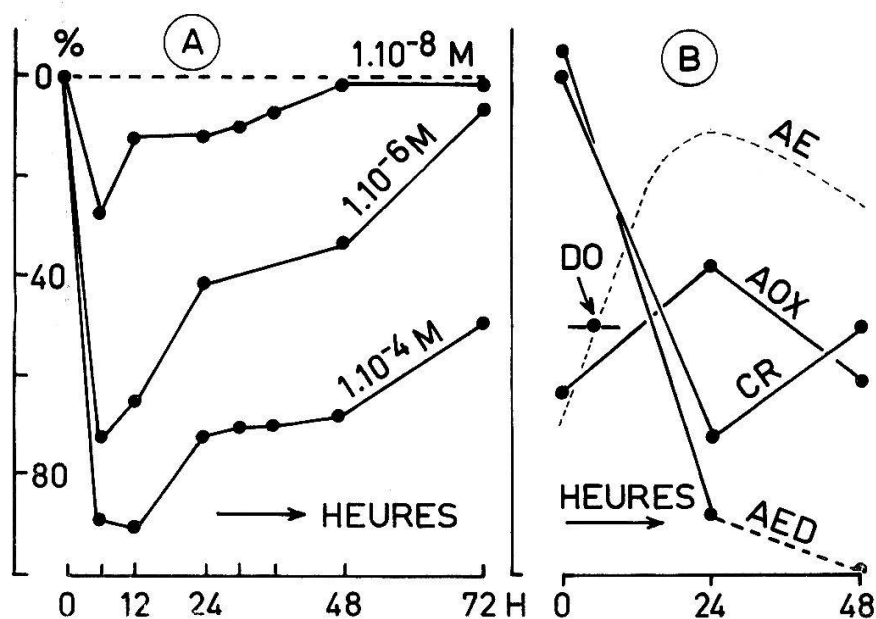 %
A
1.10⁻⁸ M
B
0
AE
1.10⁻⁶ M
DO
40
AOX
1.10⁻⁴ M
CR
80
HEURES
HEURES
AED
0 12 24 48 72 H
0 24 48